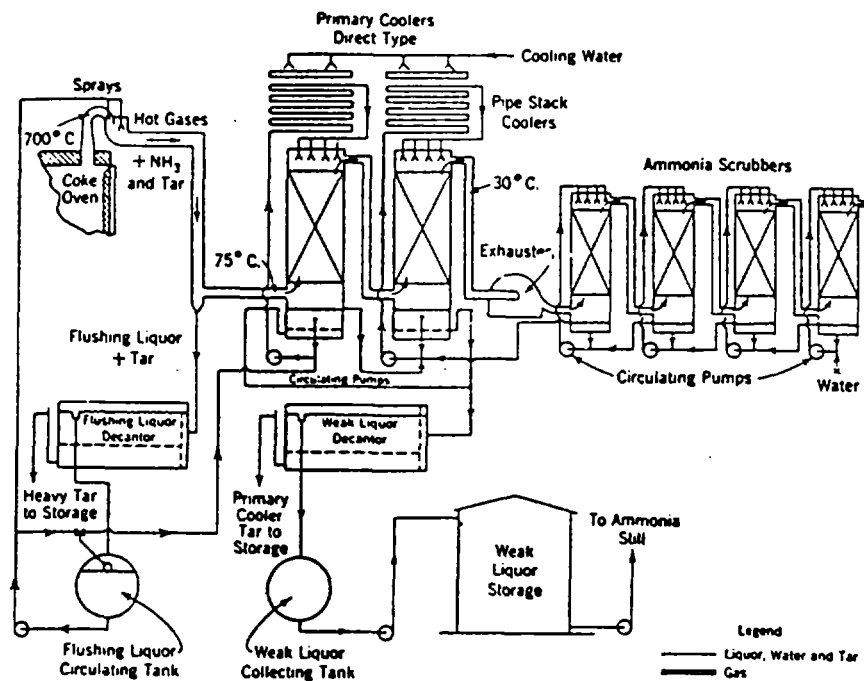 Primary Coolers
Direct Type
Cooling Water
Sprays
Hot Gases
700°C
+ NH3
and Tar
Coke
Oven
Pipe Stack
Coolers
30°C.
Ammonia Scrubbers
75°C.
Exhauster
Flushing Liquor
+ Tar
Circulating Pumps
Circulating Pumps
Water
Flushing Liquor
Decantor
Weak Liquor
Decantor
Heavy Tar
to Storage
Primary
Cooler
Tar to
Storage
Weak
Liquor
Storage
To Ammonia
Still
Flushing Liquor
Circulating Tank
Weak Liquor
Collecting Tank
Legend
Liquor, Water and Tar
Gas